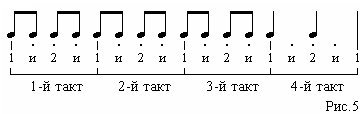 1 и 2 и 1 и 2 и 1 и 2 и 1 и 2 и 1
1-й такт 2-й такт 3-й такт 4-й такт
Рис.5